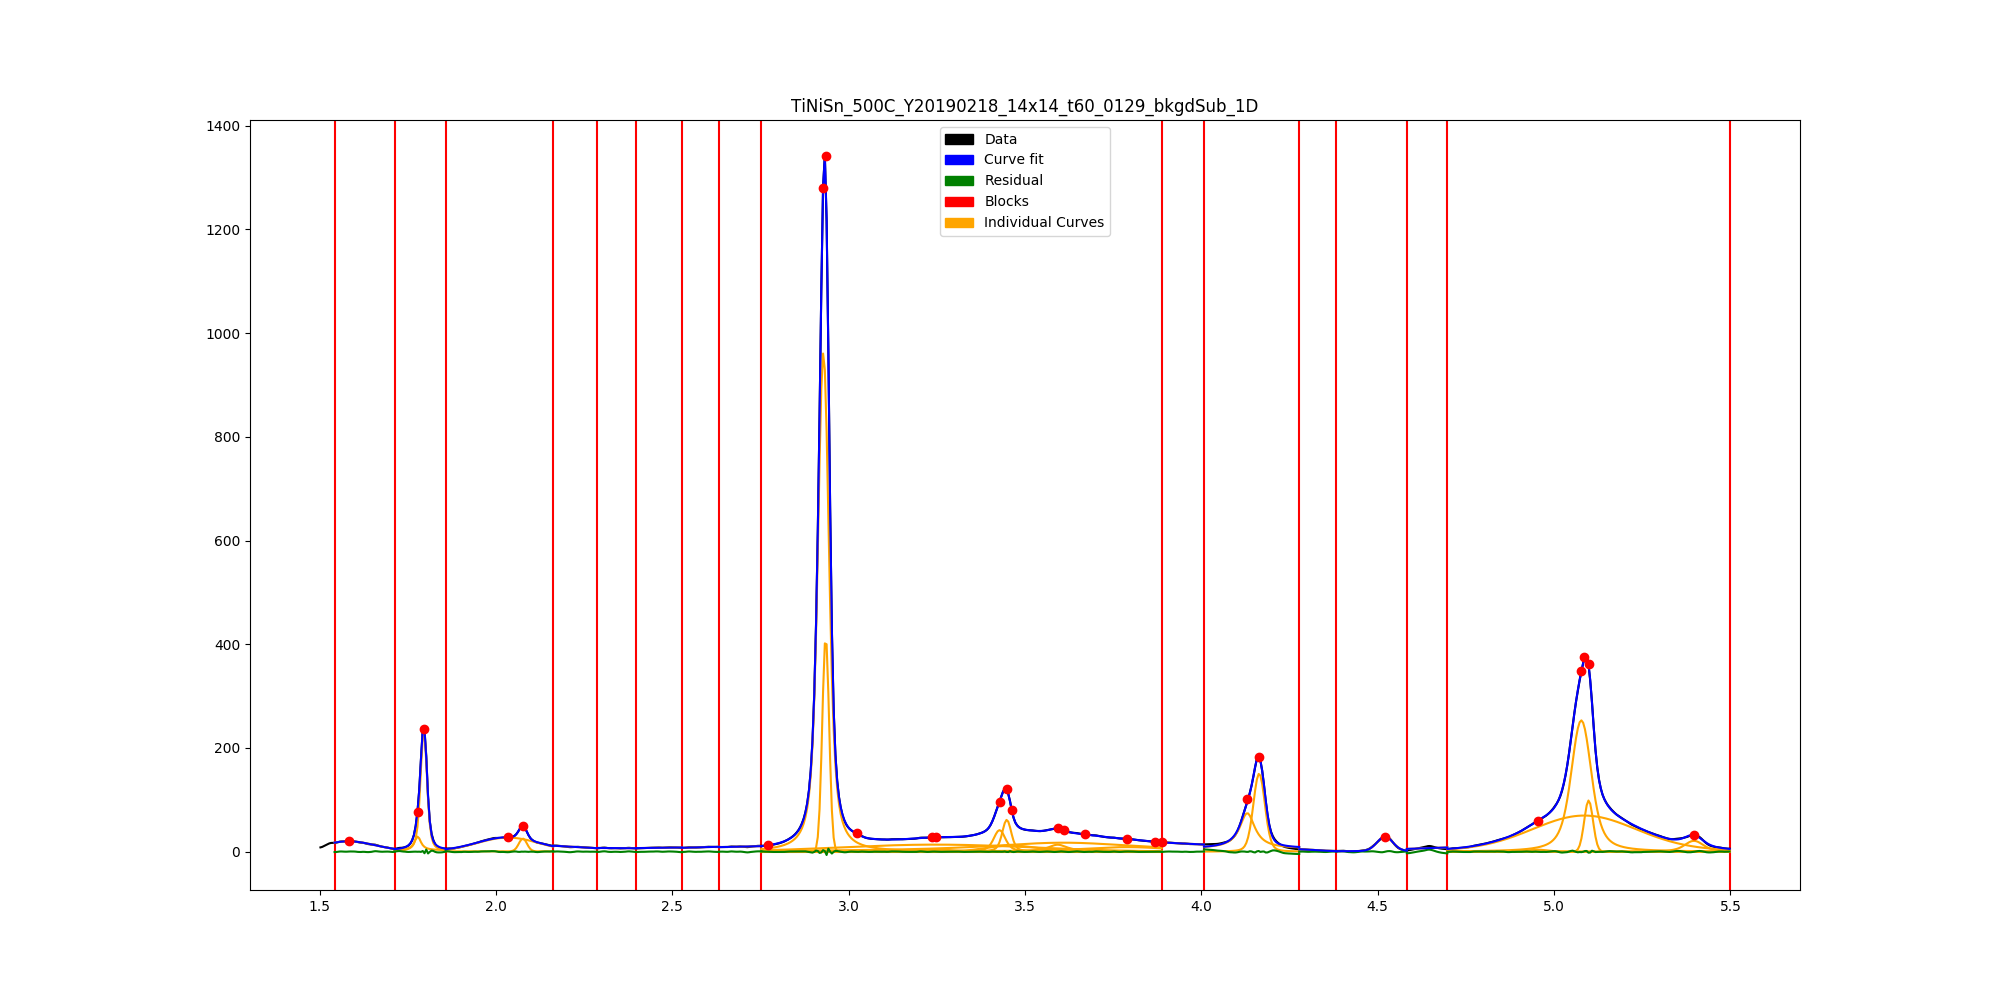 TiNiSn_500C_Y20190218_14x14_t60_0129_bkgdSub_1D
1400
1200
1000
800
600
400
200
0
Data
Curve fit
Residual
Blocks
Individual Curves
1.5 2.0 2.5 3.0 3.5 4.0 4.5 5.0 5.5